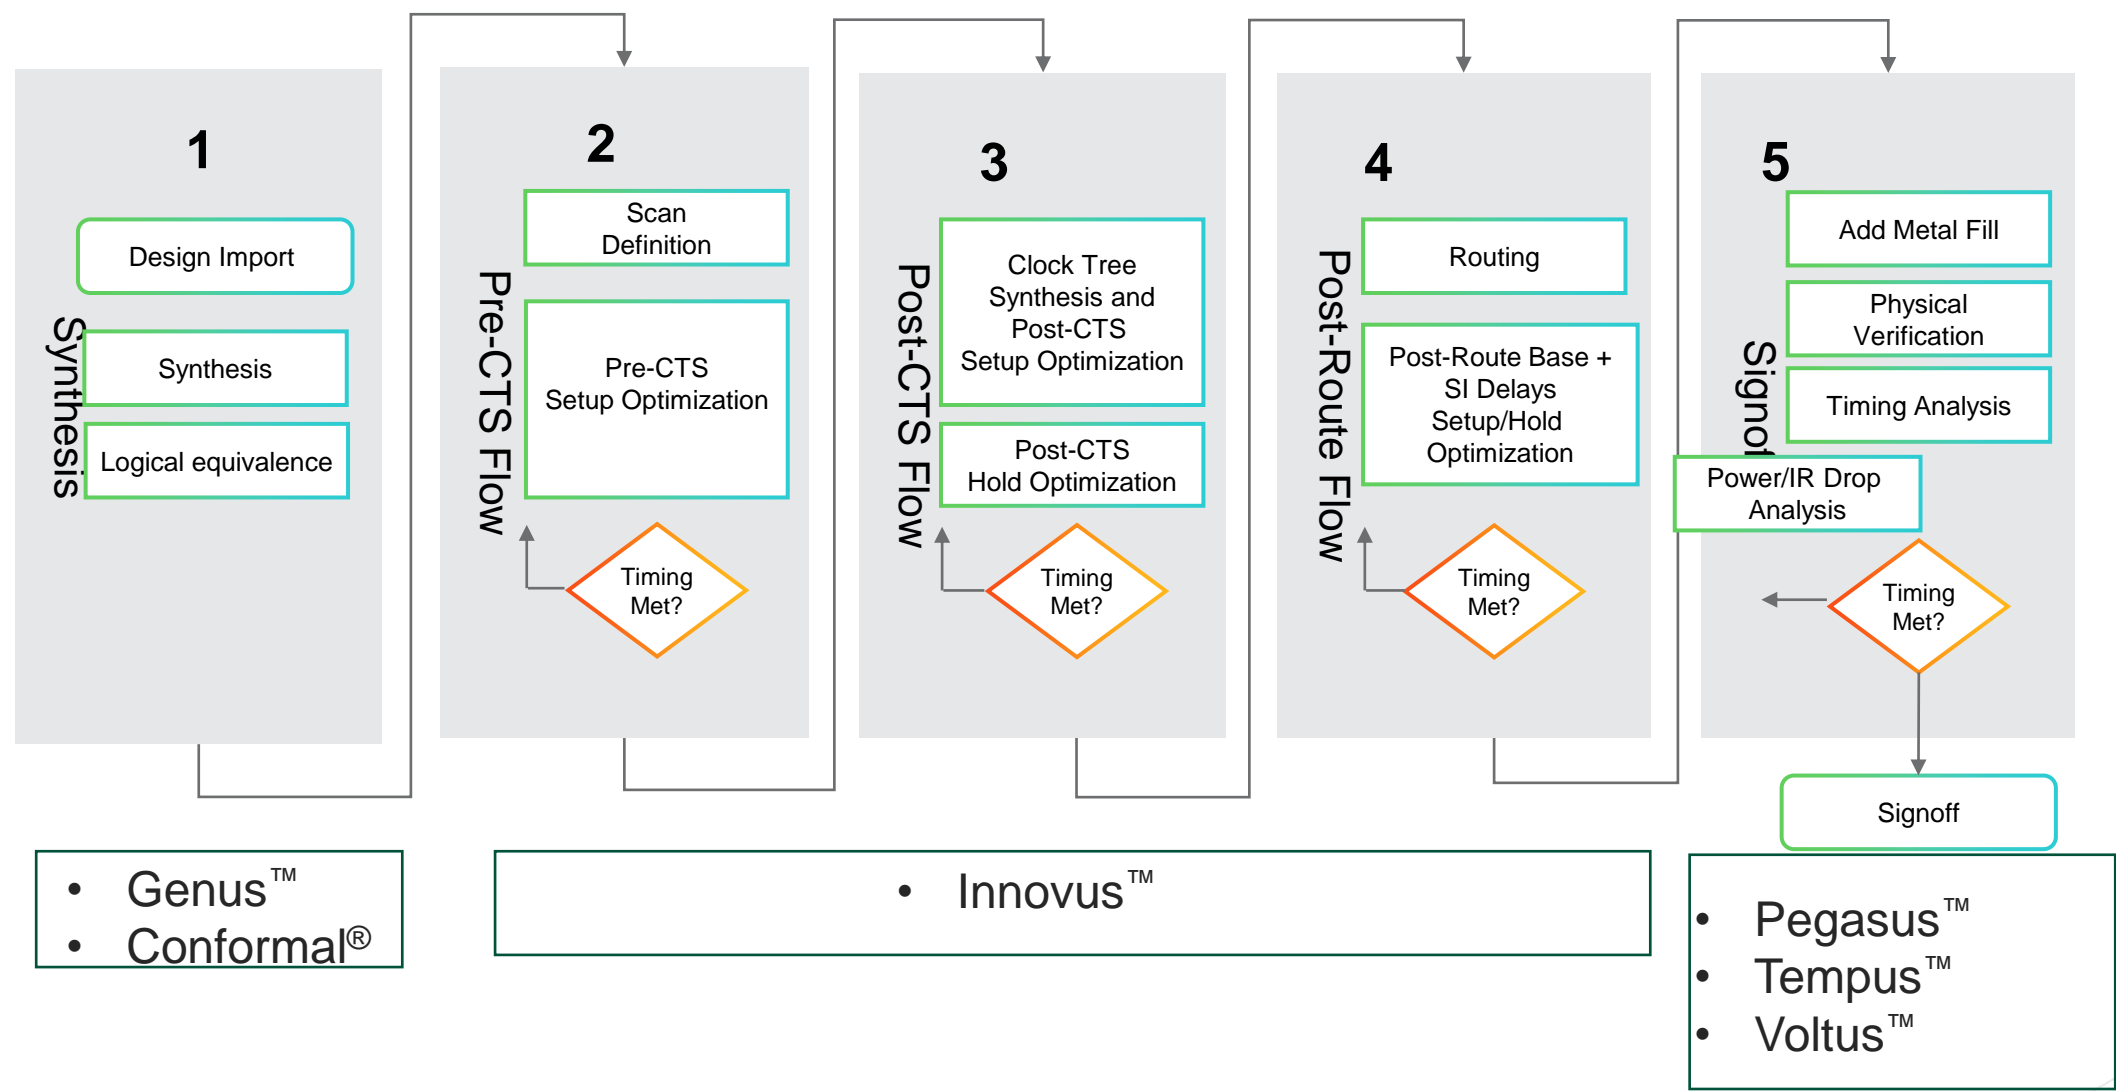 1
Synthesis
Design Import
Synthesis
Logical equivalence
2
Pre-CTS Flow
Scan
Definition
Pre-CTS
Setup Optimization
Timing
Met?
3
Post-CTS Flow
Clock Tree
Synthesis and
Post-CTS
Setup Optimization
Post-CTS
Hold Optimization
Timing
Met?
4
Post-Route Flow
Routing
Post-Route Base +
SI Delays
Setup/Hold
Optimization
Timing
Met?
5
Signof
Add Metal Fill
Physical
Verification
Timing Analysis
Power/IR Drop
Analysis
Timing
Met?
Signoff
• Genus™
• Conformal®
• Innovus™
• Pegasus™
• Tempus™
• Voltus™